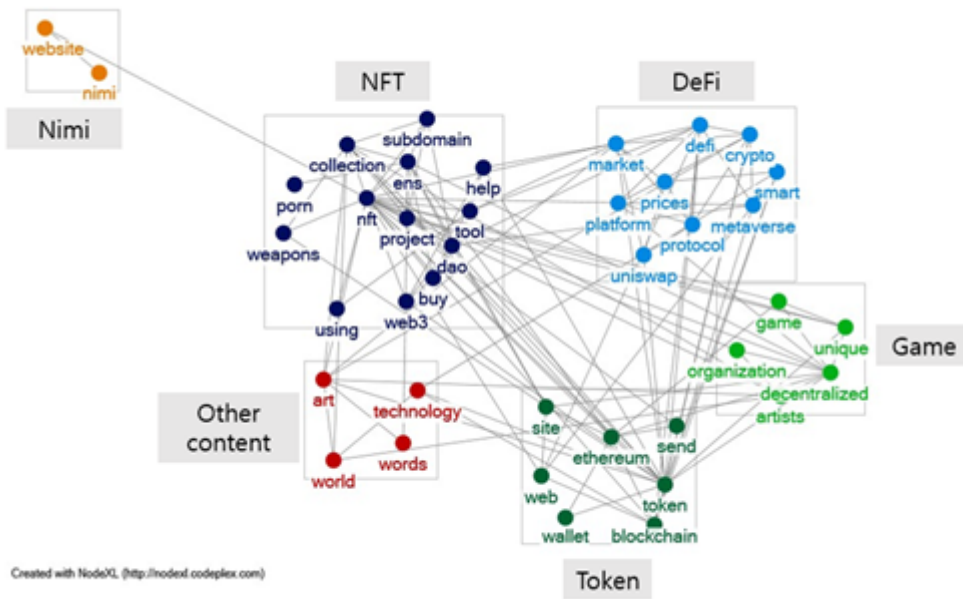 website
nimi
Nimi
NFT
subdomain
collection
ens
help
porn
nft
project
tool
weapons
dao
buy
using
web3
DeFi
market
defi
crypto
smart
prices
platform
metaverse
protocol
uniswap
game
unique
organization
decentralized
artists
Game
Other
content
art
technology
words
world
site
send
ethereum
web
token
wallet
blockchain
Token
Created with NodeXL (http://nodexl.codeplex.com)